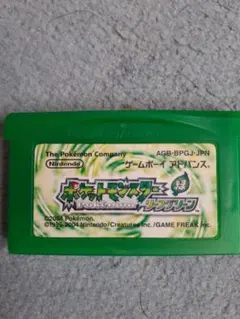 The Pokémon Company AGB-BPGJ-JPN
Nintendo ゲームボーイ アドバンス
ポケットモンスター 緑
リーフグリーン
©2004 Pokémon.
©1995-2004 Nintendo/Creatures inc./GAME FREAK inc.